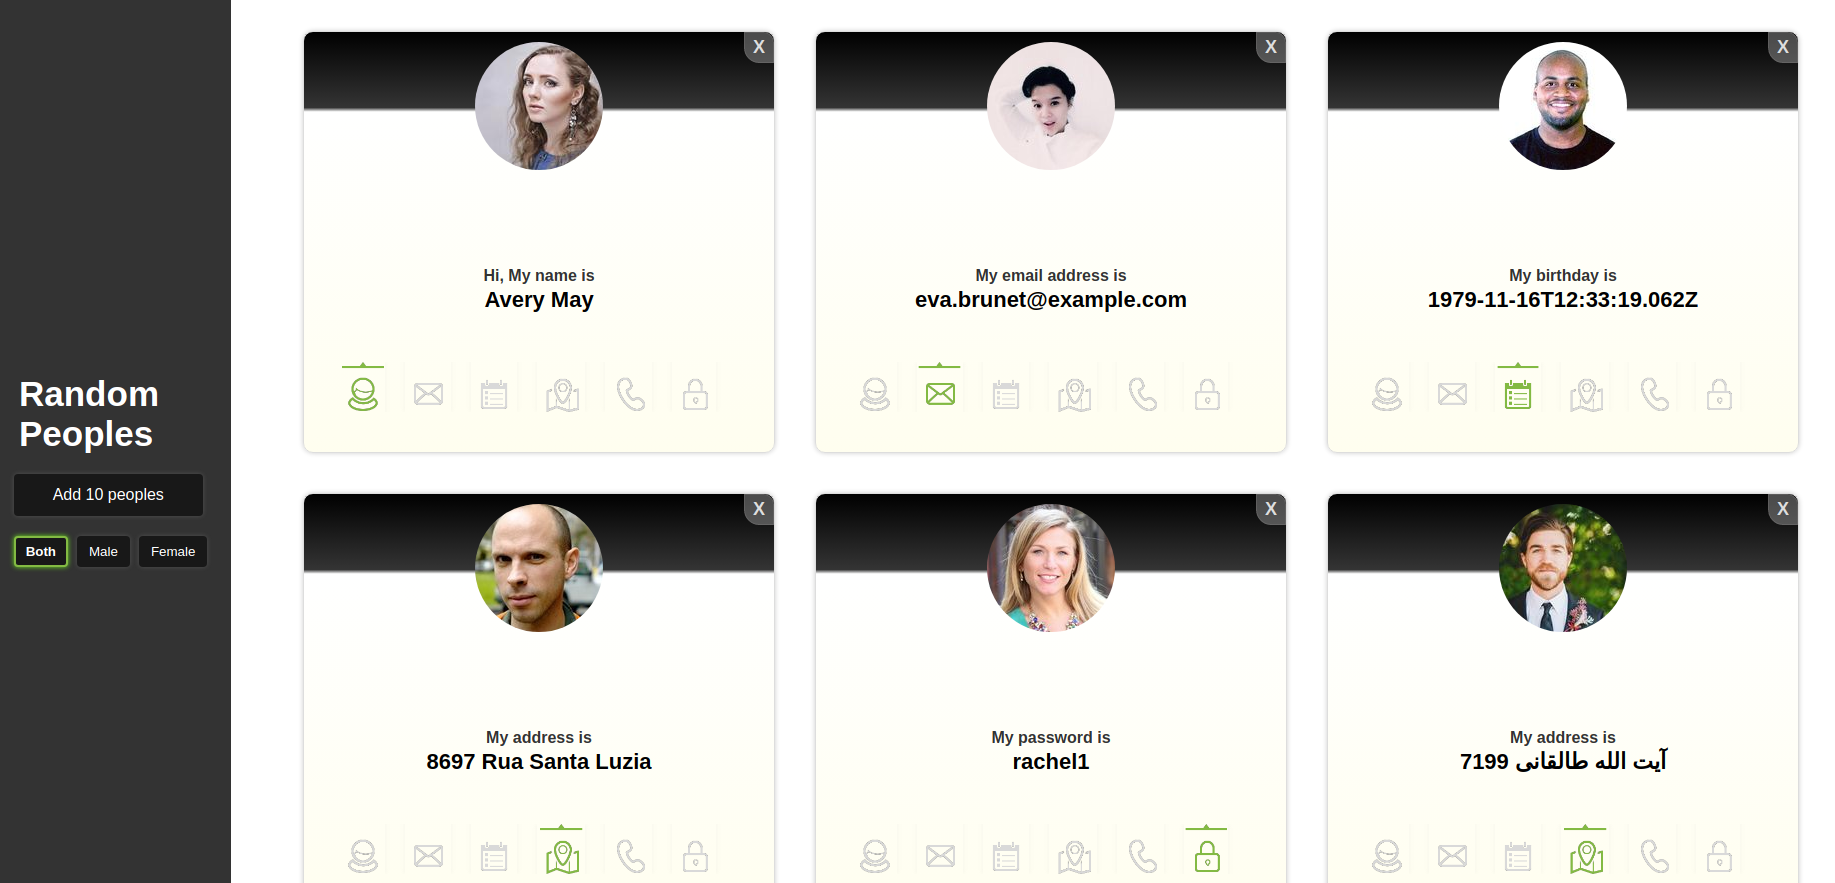 Random
Peoples
Add 10 peoples
Both
Male
Female
X
Hi, My name is
Avery May
X
My email address is
eva.brunet@example.com
X
My birthday is
1979-11-16T12:33:19.062Z
X
My address is
8697 Rua Santa Luzia
X
My password is
rachel1
X
My address is
7199 آیت الله طالقانی